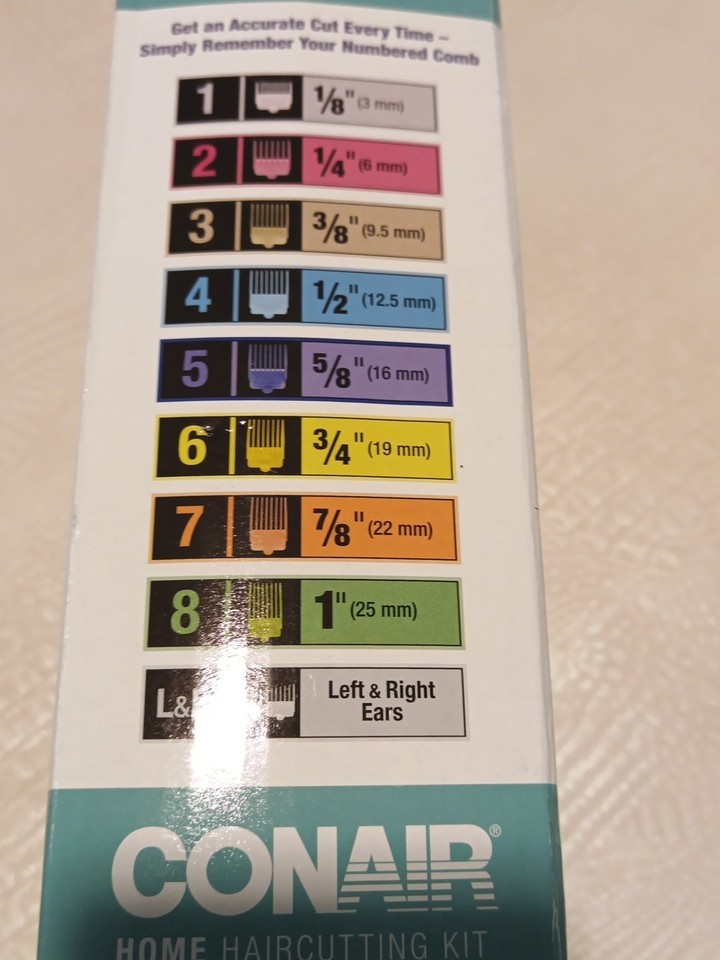 Get an Accurate Cut Every Time –
Simply Remember Your Numbered Comb
1 1/8" (3 mm)
2 1/4" (6 mm)
3 3/8" (9.5 mm)
4 1/2" (12.5 mm)
5 5/8" (16 mm)
6 3/4" (19 mm)
7 7/8" (22 mm)
8 1" (25 mm)
L& Left & Right
Ears
CONAIR®
HOME HAIRCUTTING KIT